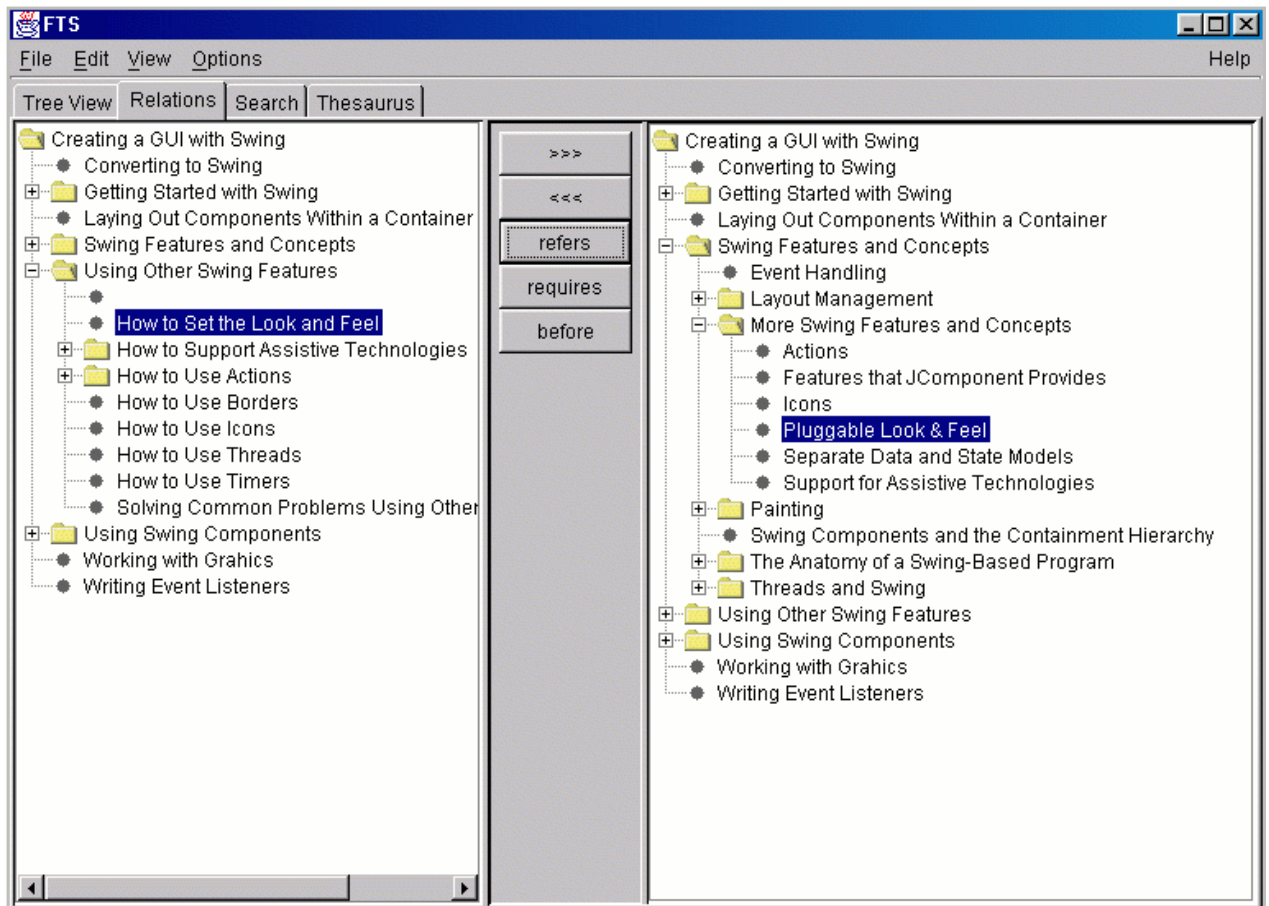 FTS
File Edit View Options Help
Tree View Relations Search Thesaurus
Creating a GUI with Swing
Converting to Swing
Getting Started with Swing
Laying Out Components Within a Container
Swing Features and Concepts
Using Other Swing Features
How to Set the Look and Feel
How to Support Assistive Technologies
How to Use Actions
How to Use Borders
How to Use Icons
How to Use Threads
How to Use Timers
Solving Common Problems Using Other
Using Swing Components
Working with Grahics
Writing Event Listeners
>>>
<<<
refers
requires
before
Creating a GUI with Swing
Converting to Swing
Getting Started with Swing
Laying Out Components Within a Container
Swing Features and Concepts
Event Handling
Layout Management
More Swing Features and Concepts
Actions
Features that JComponent Provides
Icons
Pluggable Look & Feel
Separate Data and State Models
Support for Assistive Technologies
Painting
Swing Components and the Containment Hierarchy
The Anatomy of a Swing-Based Program
Threads and Swing
Using Other Swing Features
Using Swing Components
Working with Grahics
Writing Event Listeners